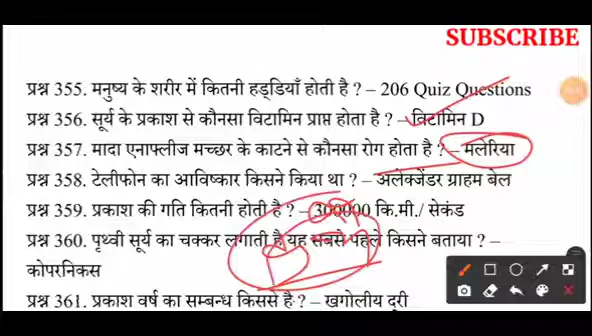 SUBSCRIBE
प्रश्न 355. मनुष्य के शरीर में कितनी हड्डियाँ होती है ? – 206 Quiz Questions
प्रश्न 356. सूर्य के प्रकाश से कौनसा विटामिन प्राप्त होता है ? – विटामिन D
प्रश्न 357. मादा एनाफ्लीज मच्छर के काटने से कौनसा रोग होता है ? – मलेरिया
प्रश्न 358. टेलीफोन का आविष्कार किसने किया था ? – अलेक्जेंडर ग्राहम बेल
प्रश्न 359. प्रकाश की गति कितनी होती है ? – 300000 कि.मी./ सेकंड
प्रश्न 360. पृथ्वी सूर्य का चक्कर लगाती है यह सबसे पहले किसने बताया ? –
कोपरनिकस
प्रश्न 361. प्रकाश वर्ष का सम्बन्ध किससे है ? – खगोलीय दूरी